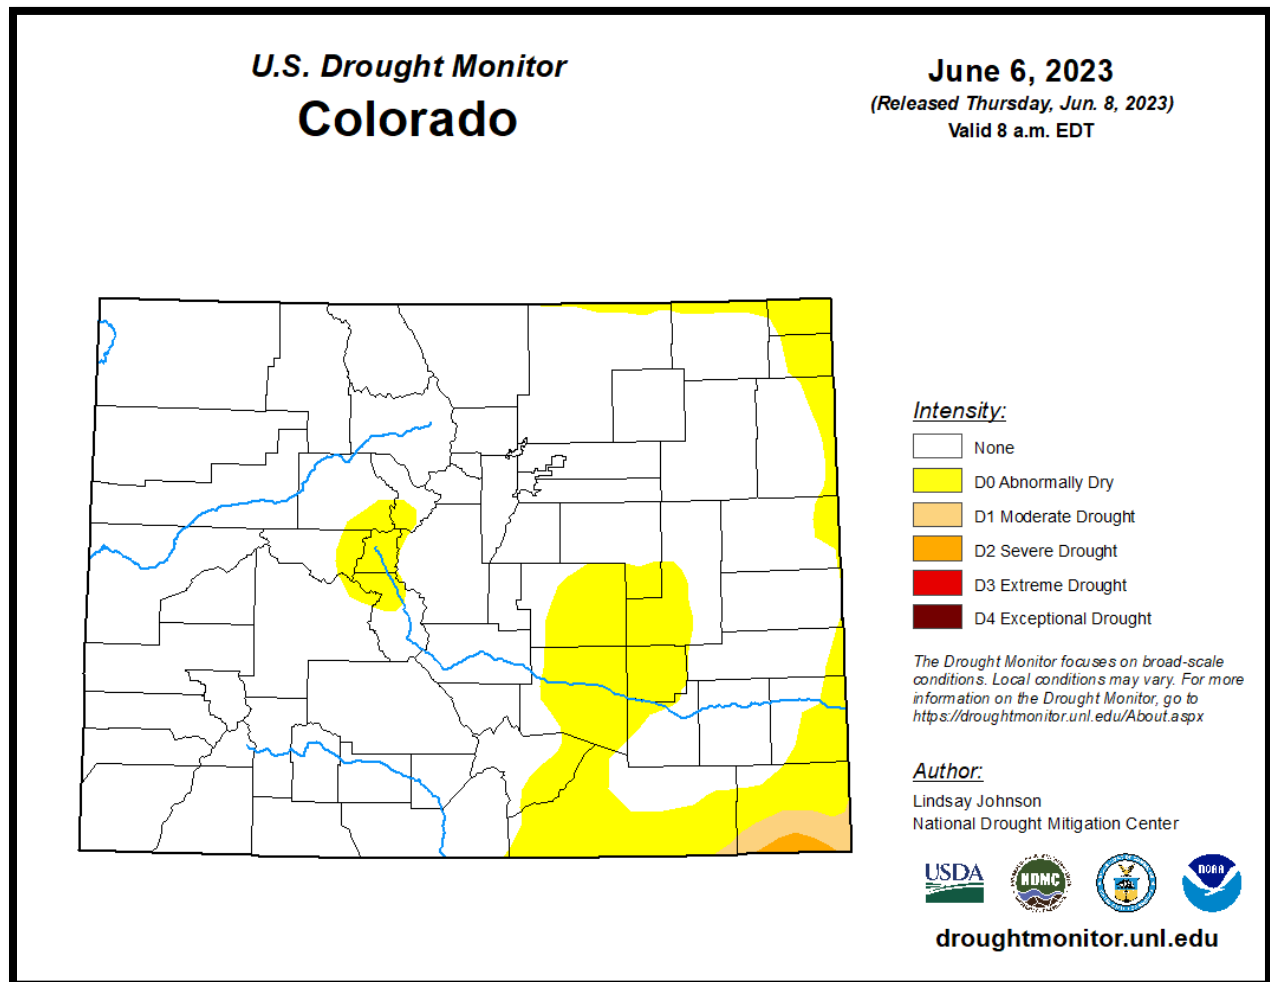 U.S. Drought Monitor
Colorado
June 6, 2023
(Released Thursday, Jun. 8, 2023)
Valid 8 a.m. EDT
Intensity:
None
D0 Abnormally Dry
D1 Moderate Drought
D2 Severe Drought
D3 Extreme Drought
D4 Exceptional Drought
The Drought Monitor focuses on broad-scale
conditions. Local conditions may vary. For more
information on the Drought Monitor, go to
https://droughtmonitor.unl.edu/About.aspx
Author:
Lindsay Johnson
National Drought Mitigation Center
USDA
NDMC
NOAA
droughtmonitor.unl.edu